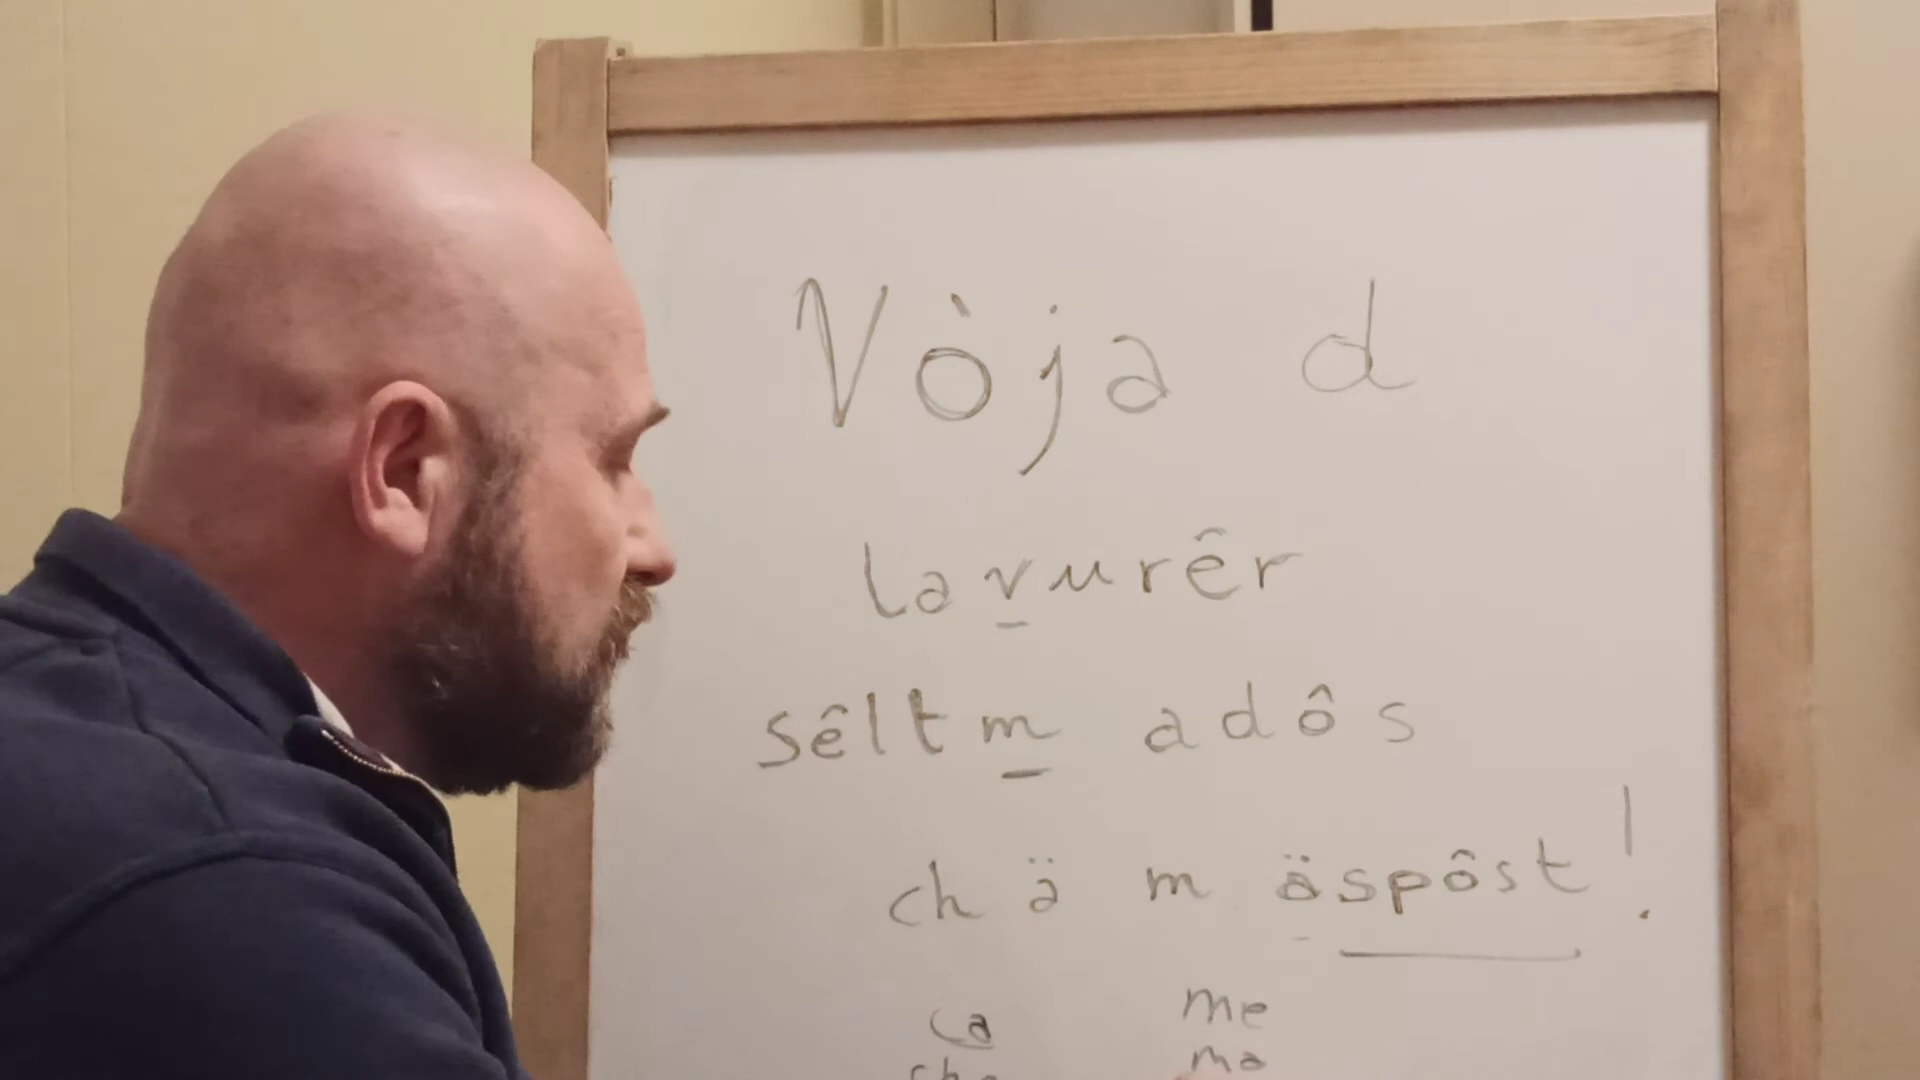 Vòja d
lavurêr
sêltm adôs
ch ä m äspôst!
ca me
ma